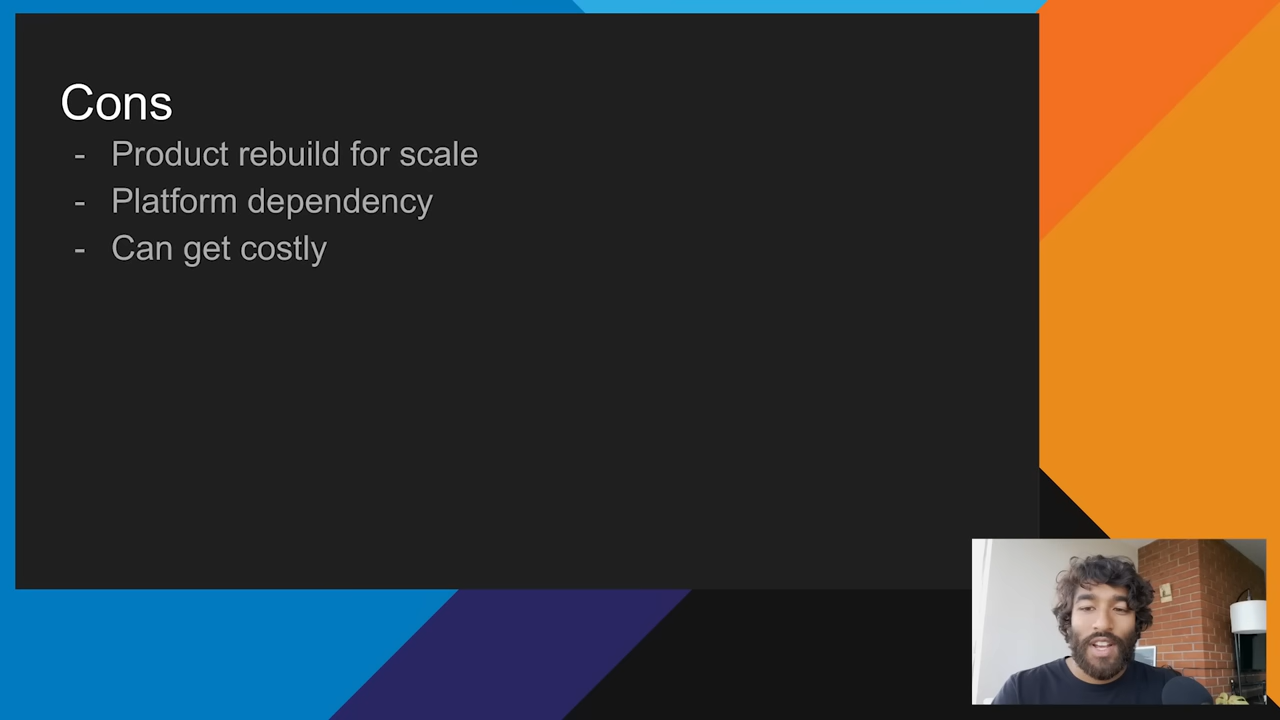 Cons
- Product rebuild for scale
- Platform dependency
- Can get costly